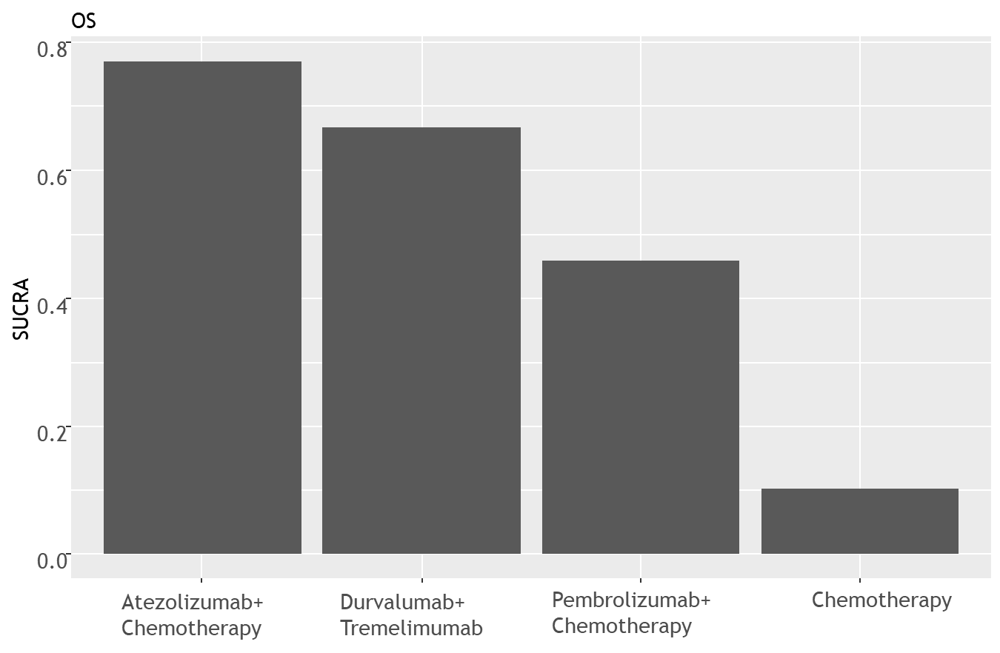 OS
0.8
0.6
0.4
0.2
0.0
SUCRA
Atezolizumab+
Chemotherapy
Durvalumab+
Tremelimumab
Pembrolizumab+
Chemotherapy
Chemotherapy